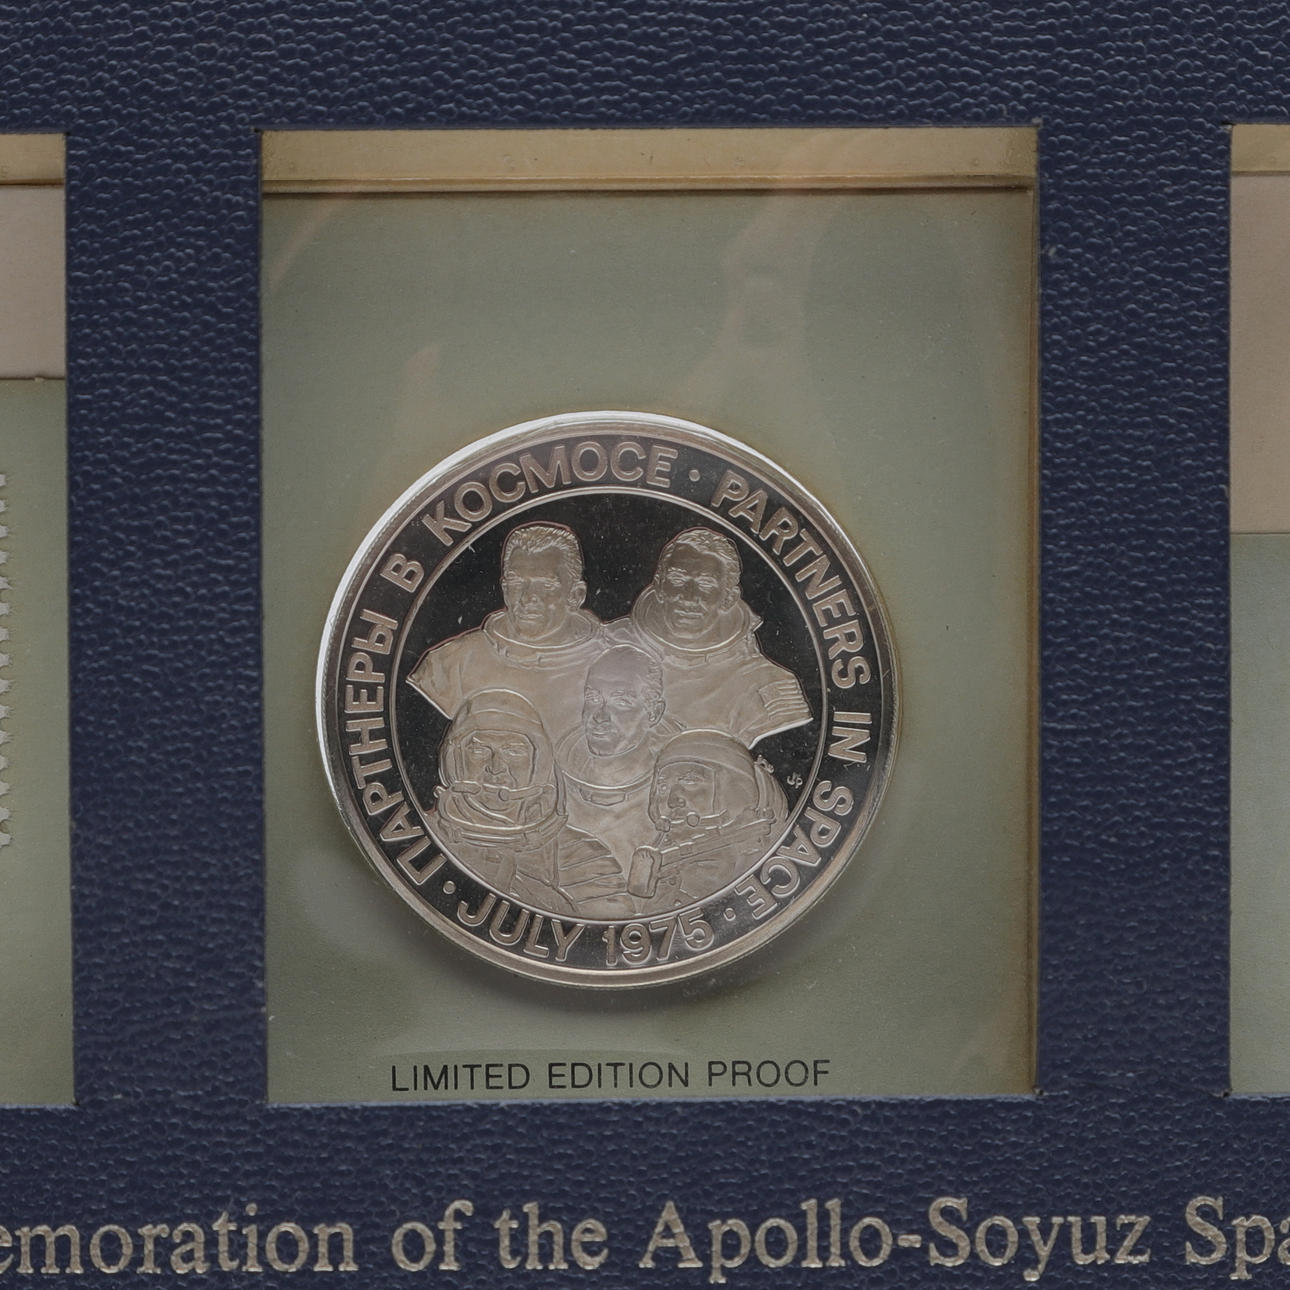 ПАРТНЕРЫ В КОСМОСЕ · PARTNERS IN SPACE ·
JULY 1975 ·
LIMITED EDITION PROOF
emoration of the Apollo-Soyuz Spa